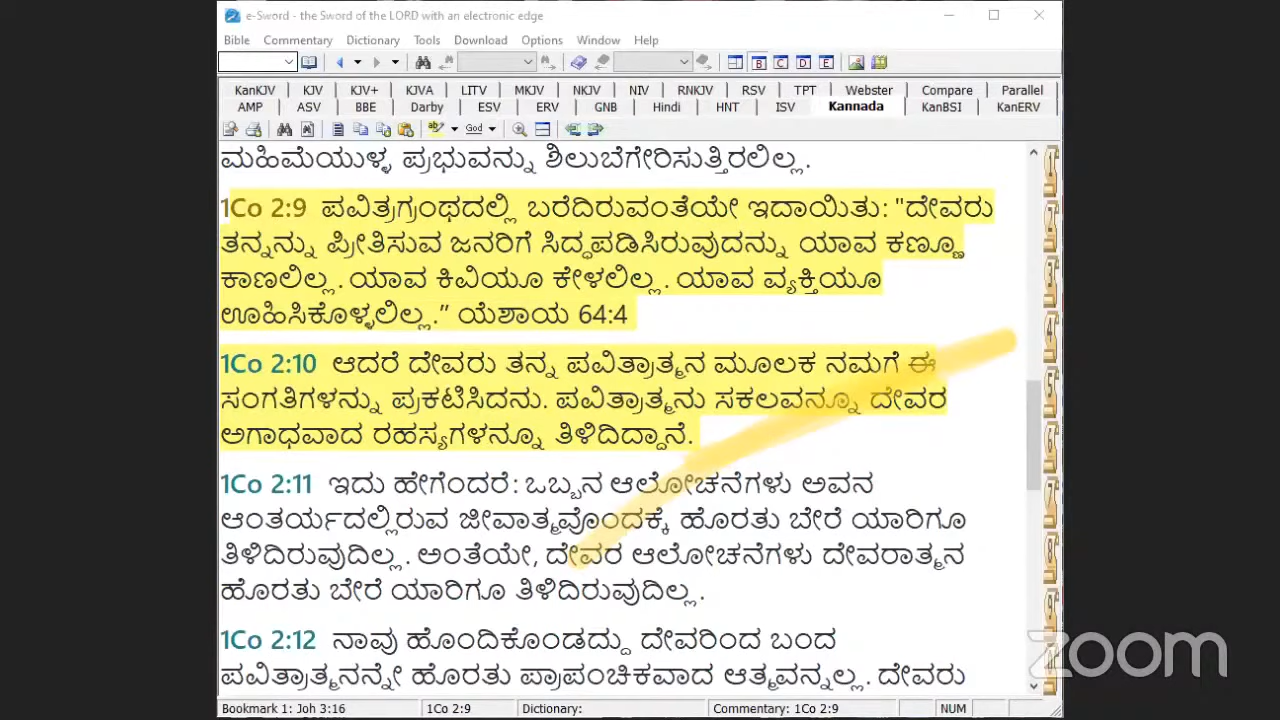 e-Sword - the Sword of the LORD with an electronic edge
Bible Commentary Dictionary Tools Download Options Window Help
KanKJV KJV KJV+ KJVA LITV MKJV NKJV NIV RNKJV RSV TPT Webster Compare Parallel
AMP ASV BBE Darby ESV ERV GNB Hindi HNT ISV Kannada KanBSI KanERV
God
ಮಹಿಮೆಯುಳ್ಳ ಪ್ರಭುವನ್ನು ಶಿಲುಬೆಗೇರಿಸುತ್ತಿರಲಿಲ್ಲ.
1Co 2:9 ಪವಿತ್ರಗ್ರಂಥದಲ್ಲಿ ಬರೆದಿರುವಂತೆಯೇ ಇದಾಯಿತು: "ದೇವರು
ತನ್ನನ್ನು ಪ್ರೀತಿಸುವ ಜನರಿಗೆ ಸಿದ್ಧಪಡಿಸಿರುವುದನ್ನು ಯಾವ ಕಣ್ಣೂ
ಕಾಣಲಿಲ್ಲ. ಯಾವ ಕಿವಿಯೂ ಕೇಳಲಿಲ್ಲ. ಯಾವ ವ್ಯಕ್ತಿಯೂ
ಊಹಿಸಿಕೊಳ್ಳಲಿಲ್ಲ.” ಯೆಶಾಯ 64:4
1Co 2:10 ಆದರೆ ದೇವರು ತನ್ನ ಪವಿತ್ರಾತ್ಮನ ಮೂಲಕ ನಮಗೆ ಈ
ಸಂಗತಿಗಳನ್ನು ಪ್ರಕಟಿಸಿದನು. ಪವಿತ್ರಾತ್ಮನು ಸಕಲವನ್ನೂ ದೇವರ
ಅಗಾಧವಾದ ರಹಸ್ಯಗಳನ್ನೂ ತಿಳಿದಿದ್ದಾನೆ.
1Co 2:11 ಇದು ಹೇಗೆಂದರೆ: ಒಬ್ಬನ ಆಲೋಚನೆಗಳು ಅವನ
ಆಂತರ್ಯದಲ್ಲಿರುವ ಜೀವಾತ್ಮವೊಂದಕ್ಕೆ ಹೊರತು ಬೇರೆ ಯಾರಿಗೂ
ತಿಳಿದಿರುವುದಿಲ್ಲ. ಅಂತೆಯೇ, ದೇವರ ಆಲೋಚನೆಗಳು ದೇವರಾತ್ಮನ
ಹೊರತು ಬೇರೆ ಯಾರಿಗೂ ತಿಳಿದಿರುವುದಿಲ್ಲ.
1Co 2:12 ನಾವು ಹೊಂದಿಕೊಂಡದ್ದು ದೇವರಿಂದ ಬಂದ
ಪವಿತ್ರಾತ್ಮನನ್ನೇ ಹೊರತು ಪ್ರಾಪಂಚಿಕವಾದ ಆತ್ಮವನ್ನಲ್ಲ. ದೇವರು
zoom
Bookmark 1: Joh 3:16 1Co 2:9 Dictionary: Commentary: 1Co 2:9 NUM